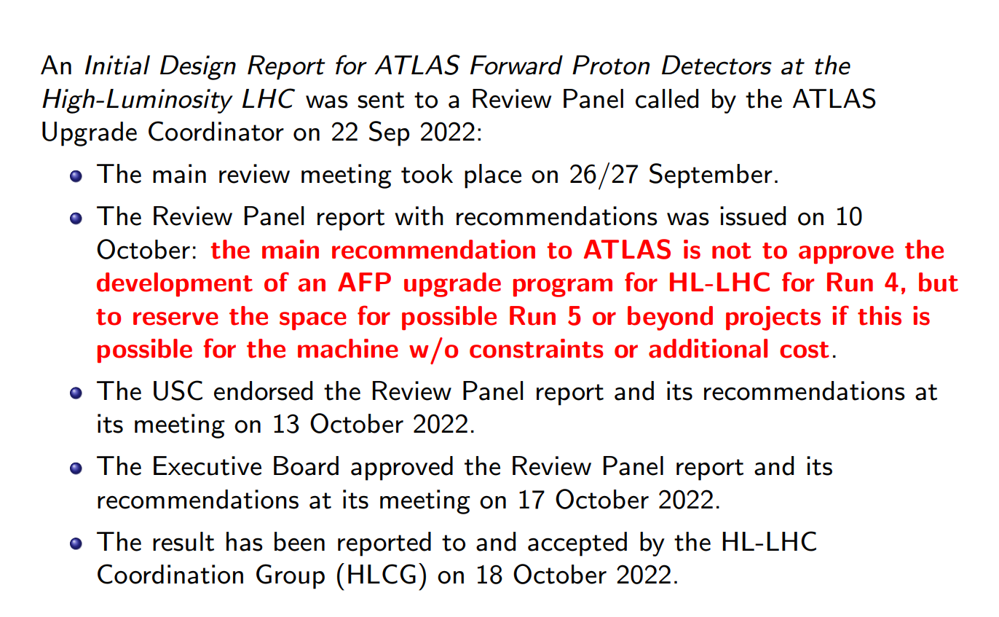 An Initial Design Report for ATLAS Forward Proton Detectors at the
High-Luminosity LHC was sent to a Review Panel called by the ATLAS
Upgrade Coordinator on 22 Sep 2022:
The main review meeting took place on 26/27 September.
The Review Panel report with recommendations was issued on 10
October: the main recommendation to ATLAS is not to approve the
development of an AFP upgrade program for HL-LHC for Run 4, but
to reserve the space for possible Run 5 or beyond projects if this is
possible for the machine w/o constraints or additional cost.
The USC endorsed the Review Panel report and its recommendations at
its meeting on 13 October 2022.
The Executive Board approved the Review Panel report and its
recommendations at its meeting on 17 October 2022.
The result has been reported to and accepted by the HL-LHC
Coordination Group (HLCG) on 18 October 2022.